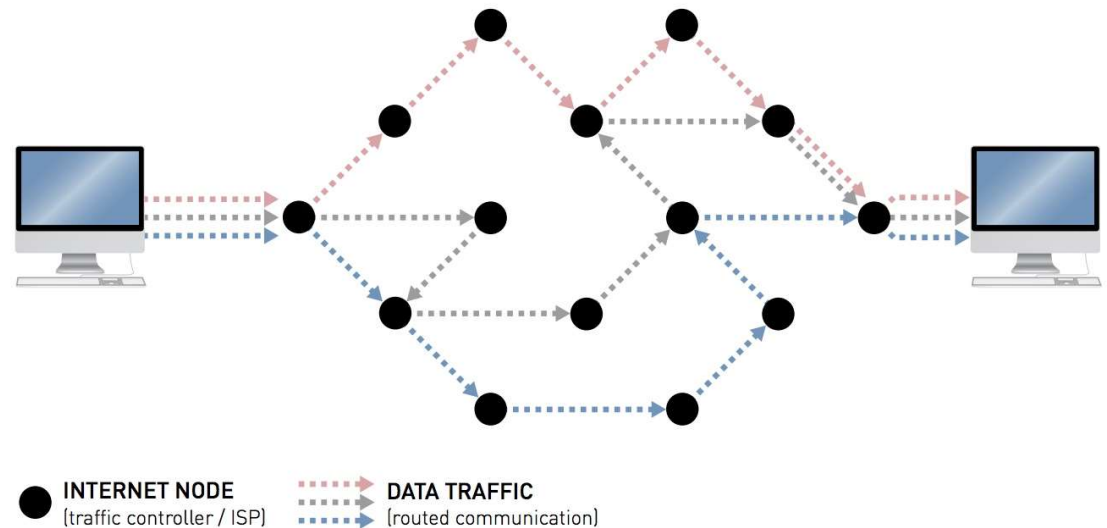 INTERNET NODE
(traffic controller / ISP)
DATA TRAFFIC
(routed communication)